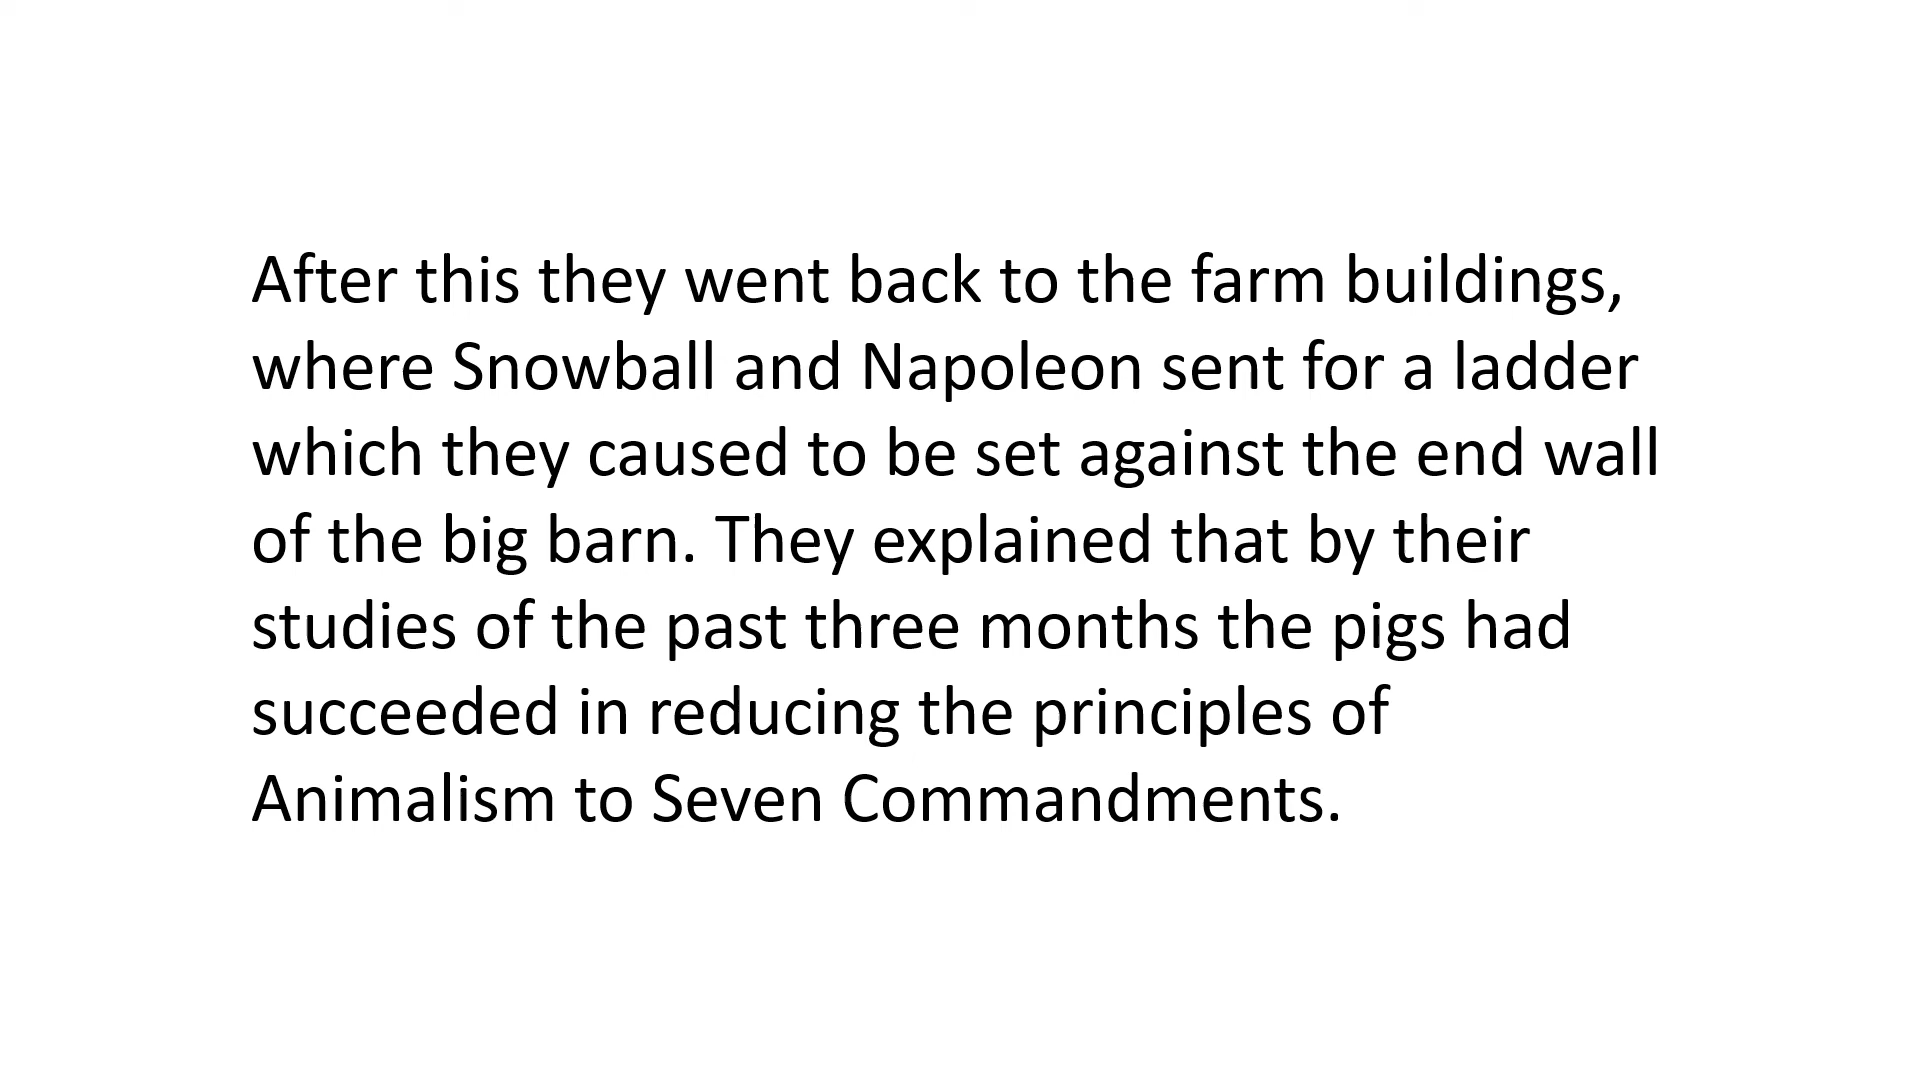 After this they went back to the farm buildings,
where Snowball and Napoleon sent for a ladder
which they caused to be set against the end wall
of the big barn. They explained that by their
studies of the past three months the pigs had
succeeded in reducing the principles of
Animalism to Seven Commandments.